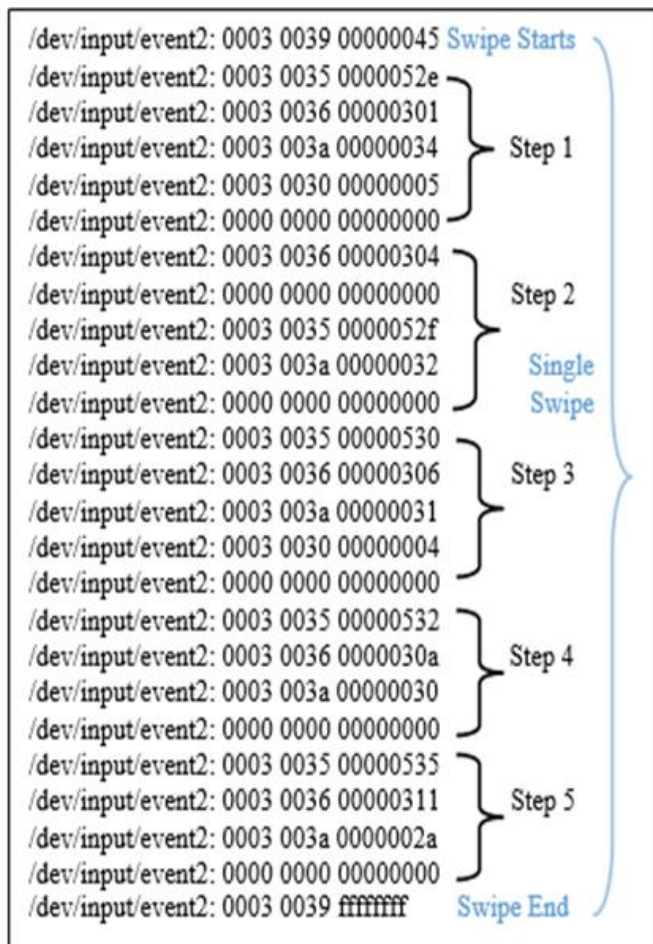 /dev/input/event2: 0003 0039 00000045 Swipe Starts
/dev/input/event2: 0003 0035 0000052e
/dev/input/event2: 0003 0036 00000301
/dev/input/event2: 0003 003a 00000034 Step 1
/dev/input/event2: 0003 0030 00000005
/dev/input/event2: 0000 0000 00000000
/dev/input/event2: 0003 0036 00000304
/dev/input/event2: 0000 0000 00000000 Step 2
/dev/input/event2: 0003 0035 0000052f
/dev/input/event2: 0003 003a 00000032 Single
/dev/input/event2: 0000 0000 00000000 Swipe
/dev/input/event2: 0003 0035 00000530
/dev/input/event2: 0003 0036 00000306 Step 3
/dev/input/event2: 0003 003a 00000031
/dev/input/event2: 0003 0030 00000004
/dev/input/event2: 0000 0000 00000000
/dev/input/event2: 0003 0035 00000532
/dev/input/event2: 0003 0036 0000030a Step 4
/dev/input/event2: 0003 003a 00000030
/dev/input/event2: 0000 0000 00000000
/dev/input/event2: 0003 0035 00000535
/dev/input/event2: 0003 0036 00000311 Step 5
/dev/input/event2: 0003 003a 0000002a
/dev/input/event2: 0000 0000 00000000
/dev/input/event2: 0003 0039 ffffffff Swipe End